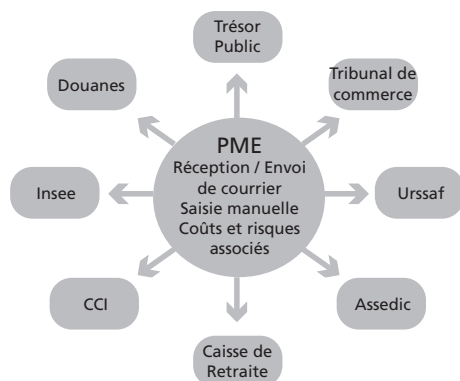 Trésor
Public
Douanes
Tribunal de
commerce
PME
Réception / Envoi
de courrier
Saisie manuelle
Coûts et risques
associés
Insee
Urssaf
CCI
Assedic
Caisse de
Retraite